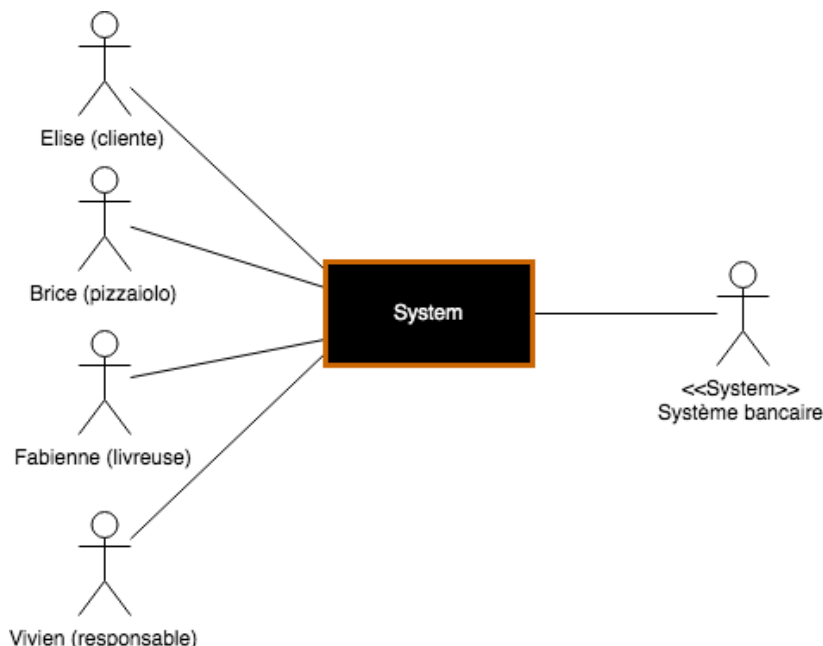 Elise (cliente)
Brice (pizzaiolo)
System
<<System>>
Système bancaire
Fabienne (livreuse)
Vivien (responsable)